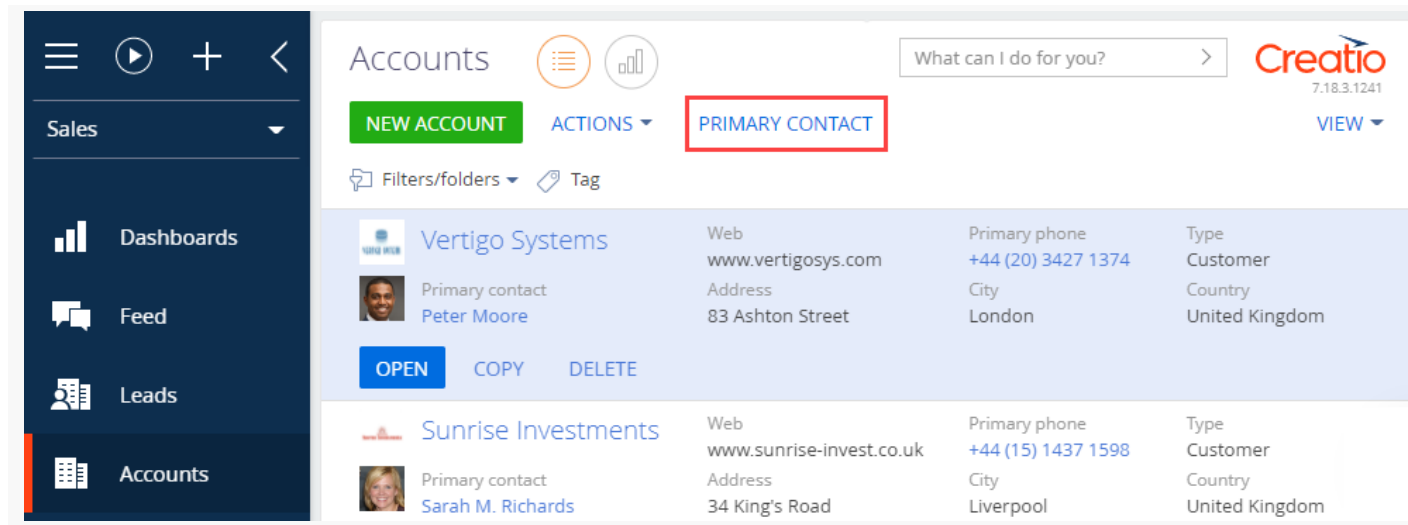 Accounts
What can I do for you?
Creatio
7.18.3.1241
Sales
NEW ACCOUNT ACTIONS PRIMARY CONTACT VIEW
Filters/folders Tag
Dashboards
Feed
Leads
Accounts
Vertigo Systems
Web
www.vertigosys.com
Primary phone
+44 (20) 3427 1374
Type
Customer
Primary contact
Peter Moore
Address
83 Ashton Street
City
London
Country
United Kingdom
OPEN COPY DELETE
Sunrise Investments
Web
www.sunrise-invest.co.uk
Primary phone
+44 (15) 1437 1598
Type
Customer
Primary contact
Sarah M. Richards
Address
34 King's Road
City
Liverpool
Country
United Kingdom